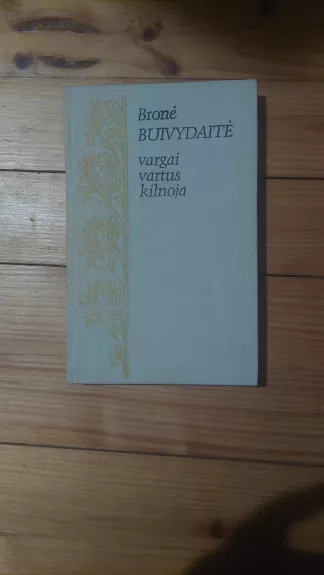 Bronė
BUIVYDAITĖ
vargai
vartus
kilnoja